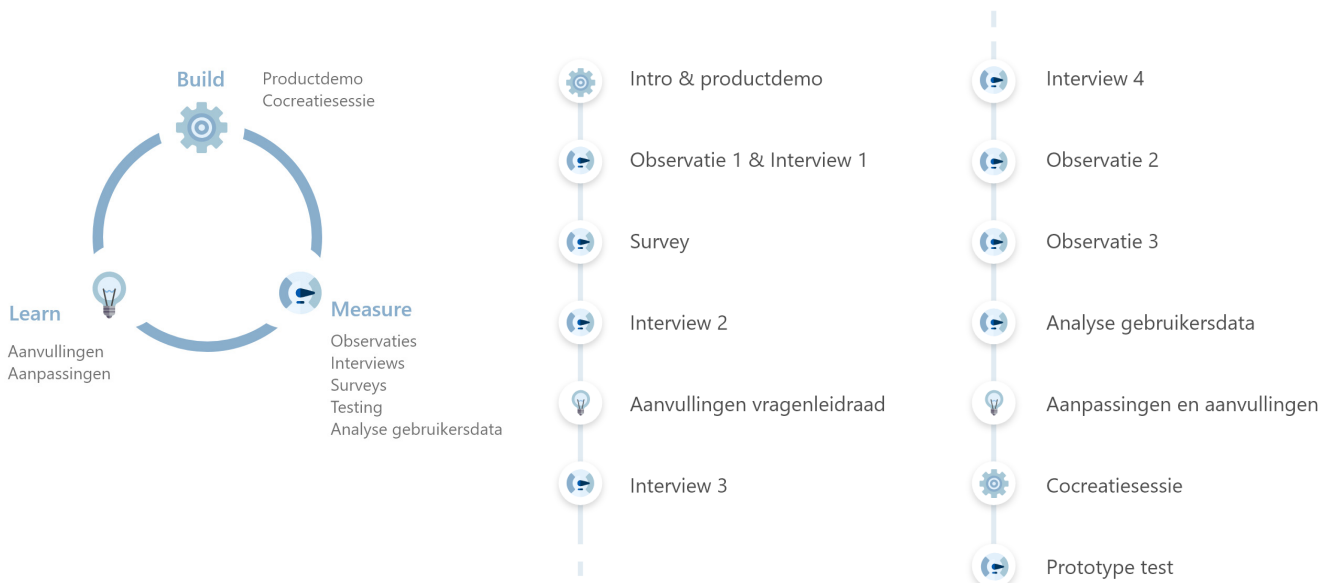 Build
Productdemo
Cocreatiesessie
Learn
Aanvullingen
Aanpassingen
Measure
Observaties
Interviews
Surveys
Testing
Analyse gebruikersdata
Intro & productdemo
Observatie 1 & Interview 1
Survey
Interview 2
Aanvullingen vragenleidraad
Interview 3
Interview 4
Observatie 2
Observatie 3
Analyse gebruikersdata
Aanpassingen en aanvullingen
Cocreatiesessie
Prototype test